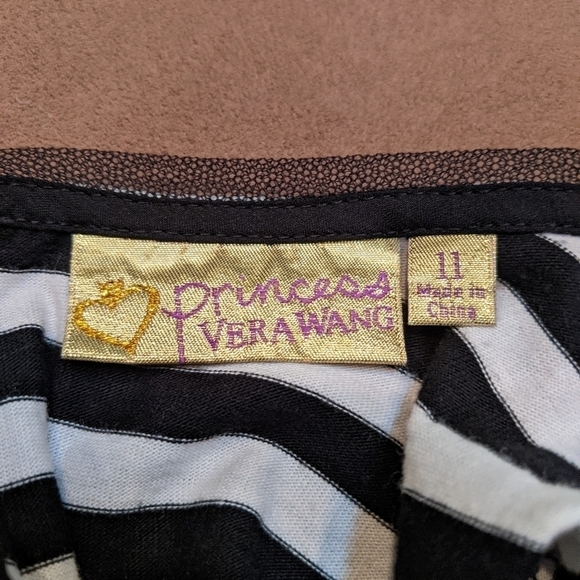 princess
VERA WANG
11
Made in
China